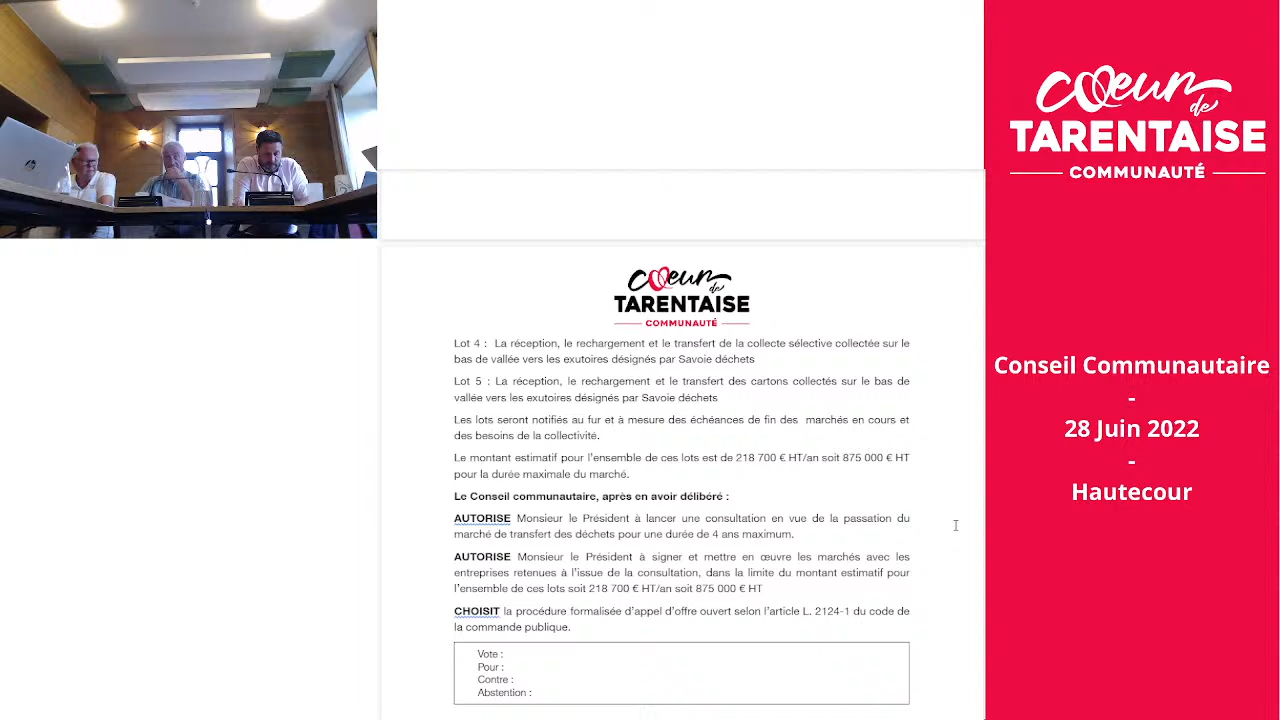 Cœur
de
TARENTAISE
COMMUNAUTÉ
Lot 4 : La réception, le rechargement et le transfert de la collecte sélective collectée sur le
bas de vallée vers les exutoires désignés par Savoie déchets
Lot 5 : La réception, le rechargement et le transfert des cartons collectés sur le bas de
vallée vers les exutoires désignés par Savoie déchets
Les lots seront notifiés au fur et à mesure des échéances de fin des marchés en cours et
des besoins de la collectivité.
Le montant estimatif pour l'ensemble de ces lots est de 218 700 € HT/an soit 875 000 € HT
pour la durée maximale du marché.
Le Conseil communautaire, après en avoir délibéré :
AUTORISE Monsieur le Président à lancer une consultation en vue de la passation du
marché de transfert des déchets pour une durée de 4 ans maximum.
AUTORISE Monsieur le Président à signer et mettre en œuvre les marchés avec les
entreprises retenues à l'issue de la consultation, dans la limite du montant estimatif pour
l'ensemble de ces lots soit 218 700 € HT/an soit 875 000 € HT
CHOISIT la procédure formalisée d'appel d'offre ouvert selon l'article L. 2124-1 du code de
la commande publique.
Vote :
Pour :
Contre :
Abstention :
Cœur
de
TARENTAISE
COMMUNAUTÉ
Conseil Communautaire
-
28 Juin 2022
-
Hautecour
hp